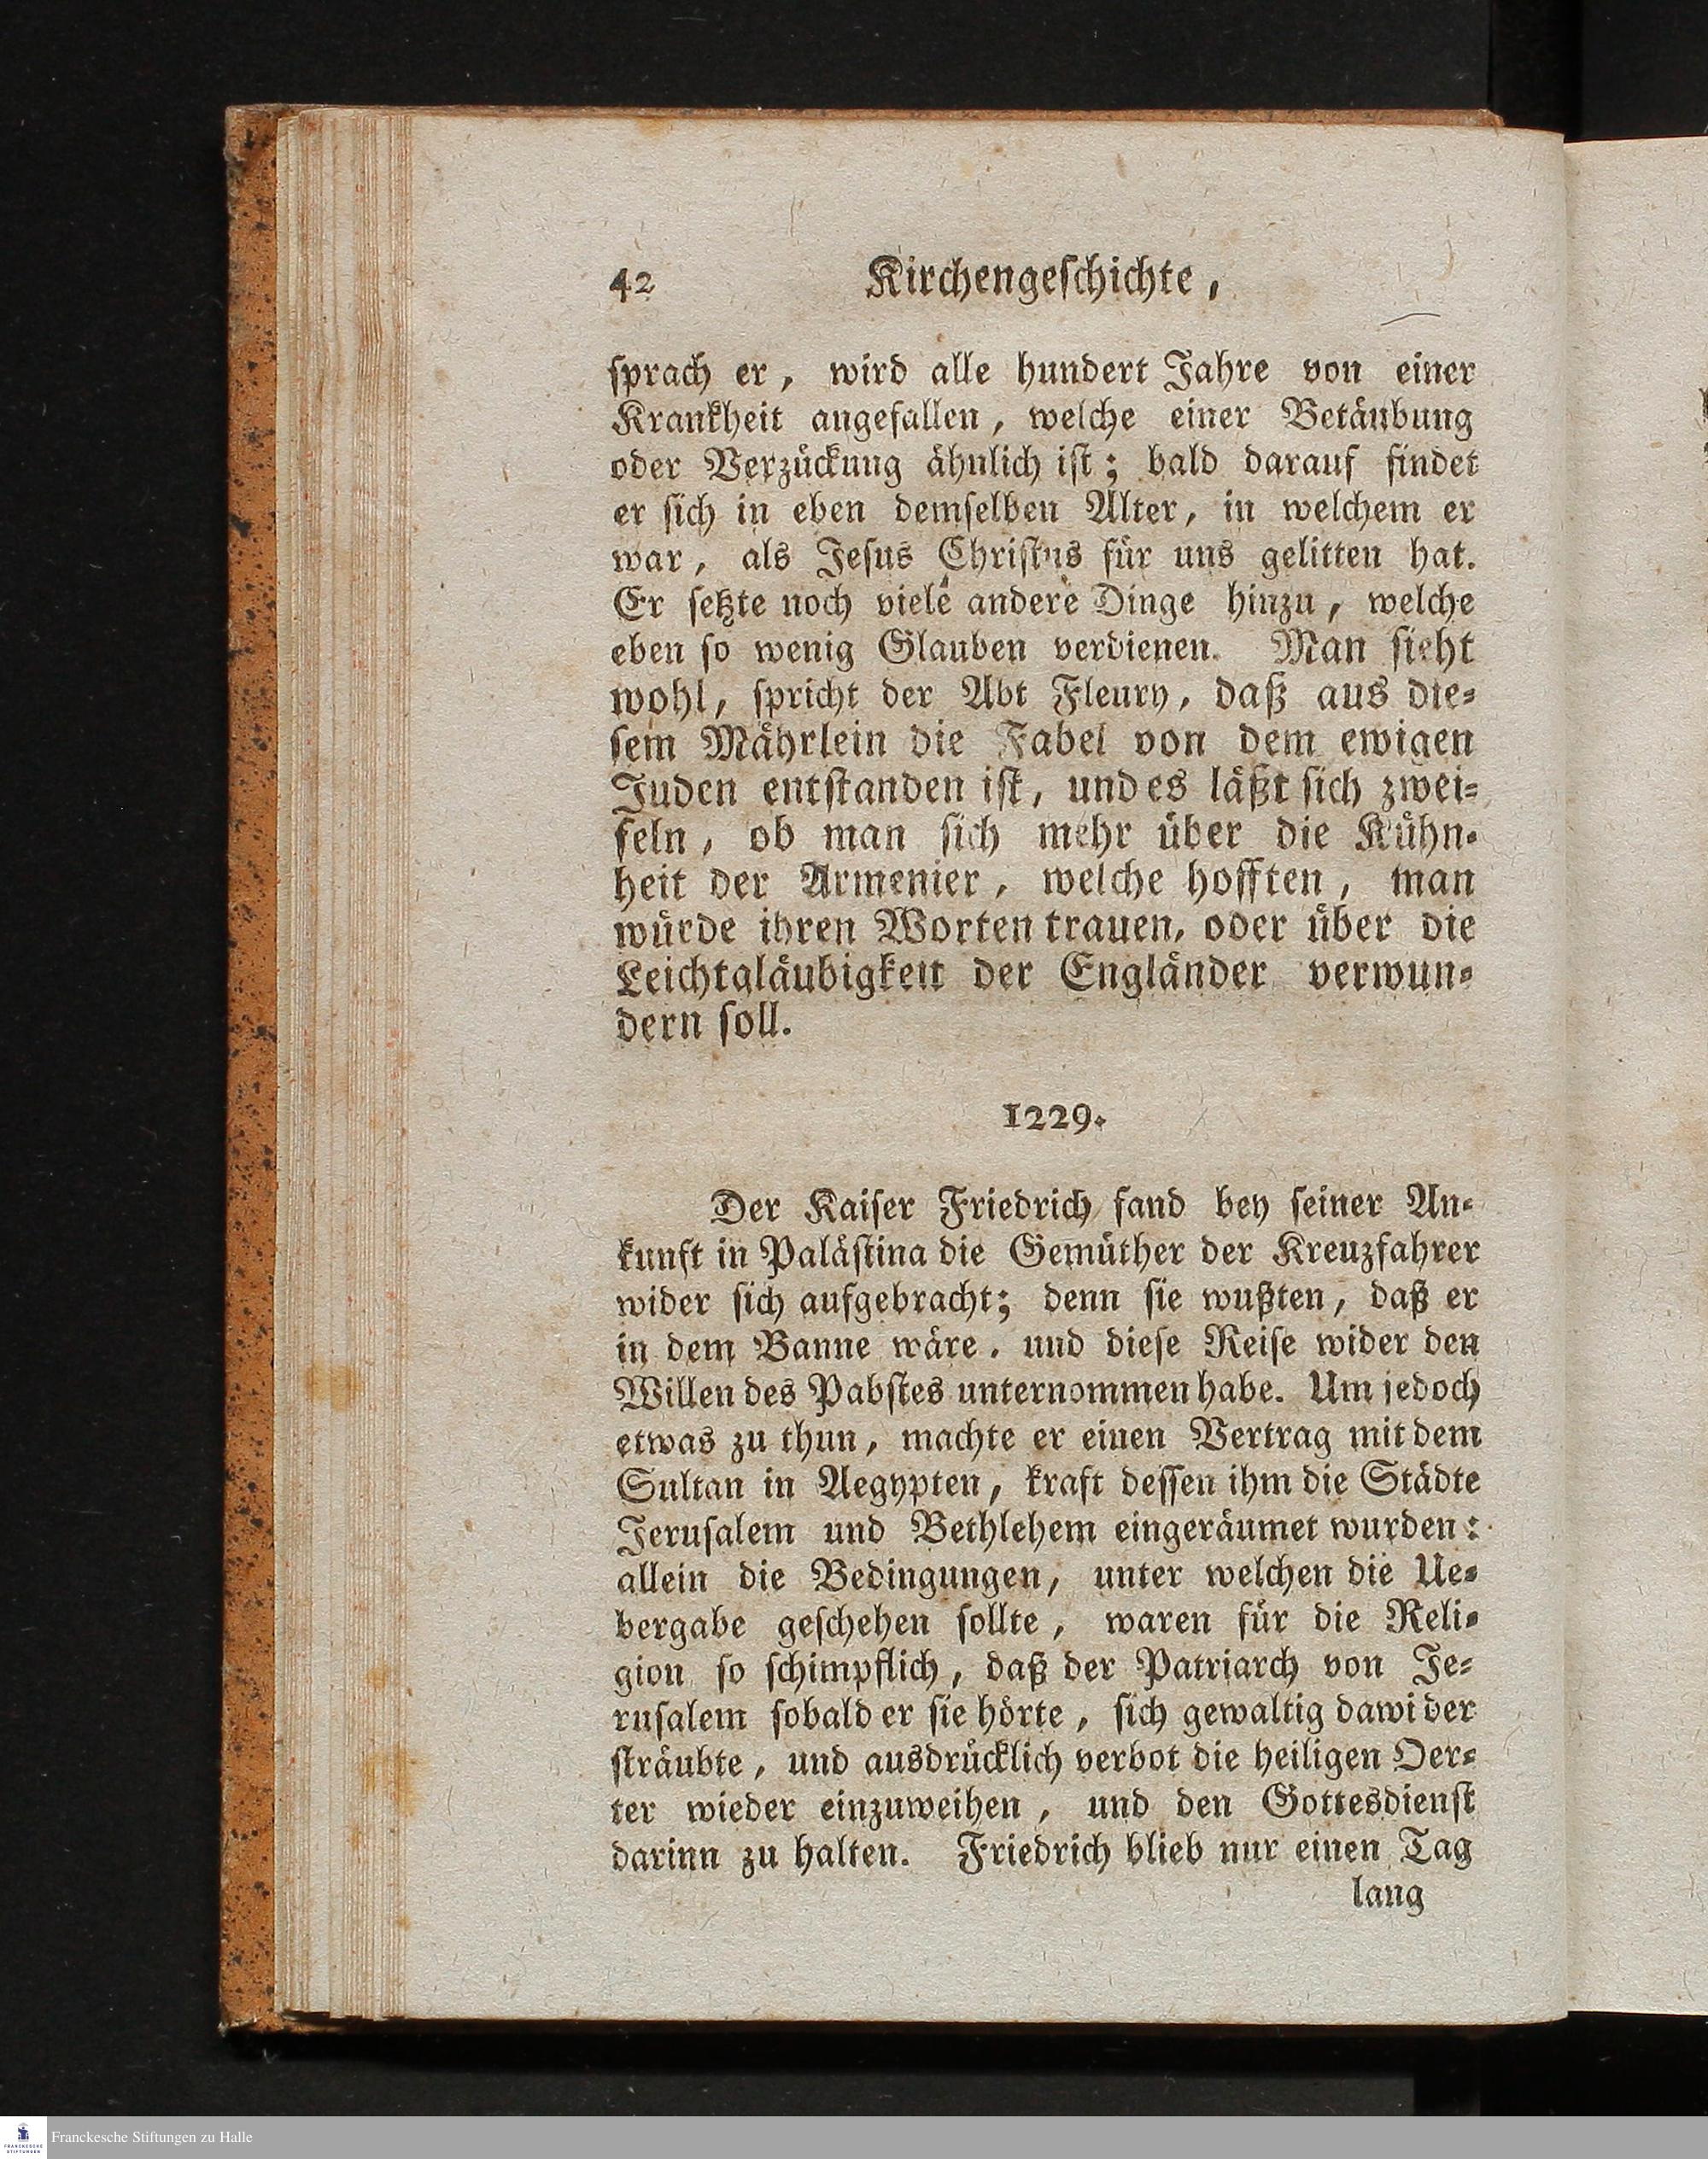 42 Kirchengeschichte,
sprach er, wird alle hundert Jahre von einer
Krankheit angefallen, welche einer Betäubung
oder Verzückung ähnlich ist; bald darauf findet
er sich in eben demselben Alter, in welchem er
war, als Jesus Christus für uns gelitten hat.
Er setzte noch viele andere Dinge hinzu, welche
eben so wenig Glauben verdienen. Man sieht
wohl, spricht der Abt Fleury, daß aus die-
sem Mährlein die Fabel von dem ewigen
Juden entstanden ist, und es läßt sich zwei-
feln, ob man sich mehr über die Kühn-
heit der Armenier, welche hofften, man
würde ihren Worten trauen, oder über die
Leichtgläubigkeit der Engländer verwun-
dern soll.
1229.
Der Kaiser Friedrich fand bey seiner An-
kunft in Palästina die Gemüther der Kreuzfahrer
wider sich aufgebracht; denn sie wußten, daß er
in dem Banne wäre, und diese Reise wider den
Willen des Pabstes unternommen habe. Um jedoch
etwas zu thun, machte er einen Vertrag mit dem
Sultan in Aegypten, kraft dessen ihm die Städte
Jerusalem und Bethlehem eingeräumet wurden:
allein die Bedingungen, unter welchen die Ue-
bergabe geschehen sollte, waren für die Reli-
gion so schimpflich, daß der Patriarch von Je-
rusalem sobald er sie hörte, sich gewaltig dawider
sträubte, und ausdrücklich verbot die heiligen Oer-
ter wieder einzuweihen, und den Gottesdienst
darinn zu halten. Friedrich blieb nur einen Tag
lang
FRANCKESCHE
STIFTUNGEN
Franckesche Stiftungen zu Halle